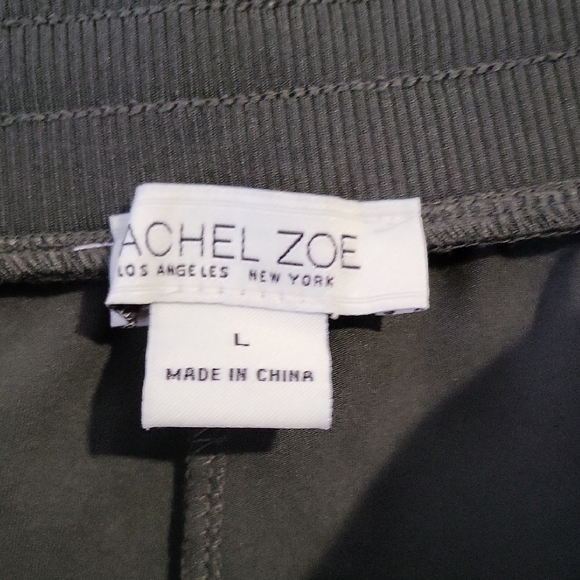 ACHEL ZOE
LOS ANGELES NEW YORK
L
MADE IN CHINA